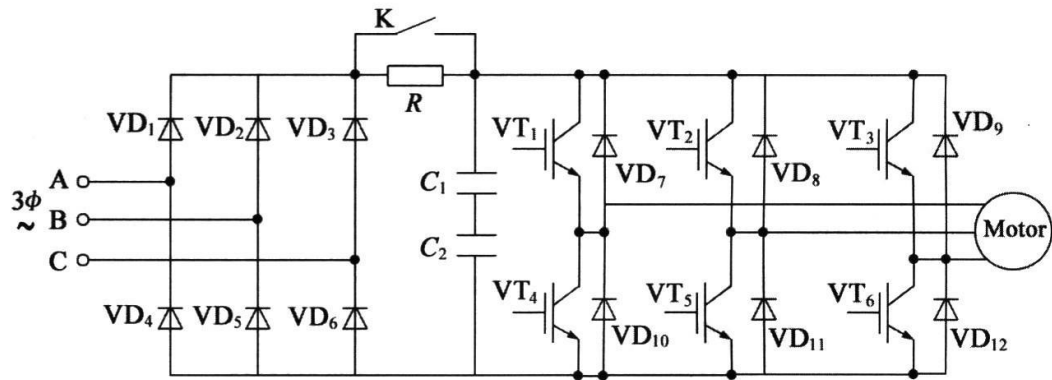 K
R
VD₁
VD₂
VD₃
VT₁
VT₂
VT₃
VD₉
VD₇
VD₈
A
3ϕ
~
B
C
C₁
C₂
Motor
VD₄
VD₅
VD₆
VT₄
VT₅
VT₆
VD₁₀
VD₁₁
VD₁₂